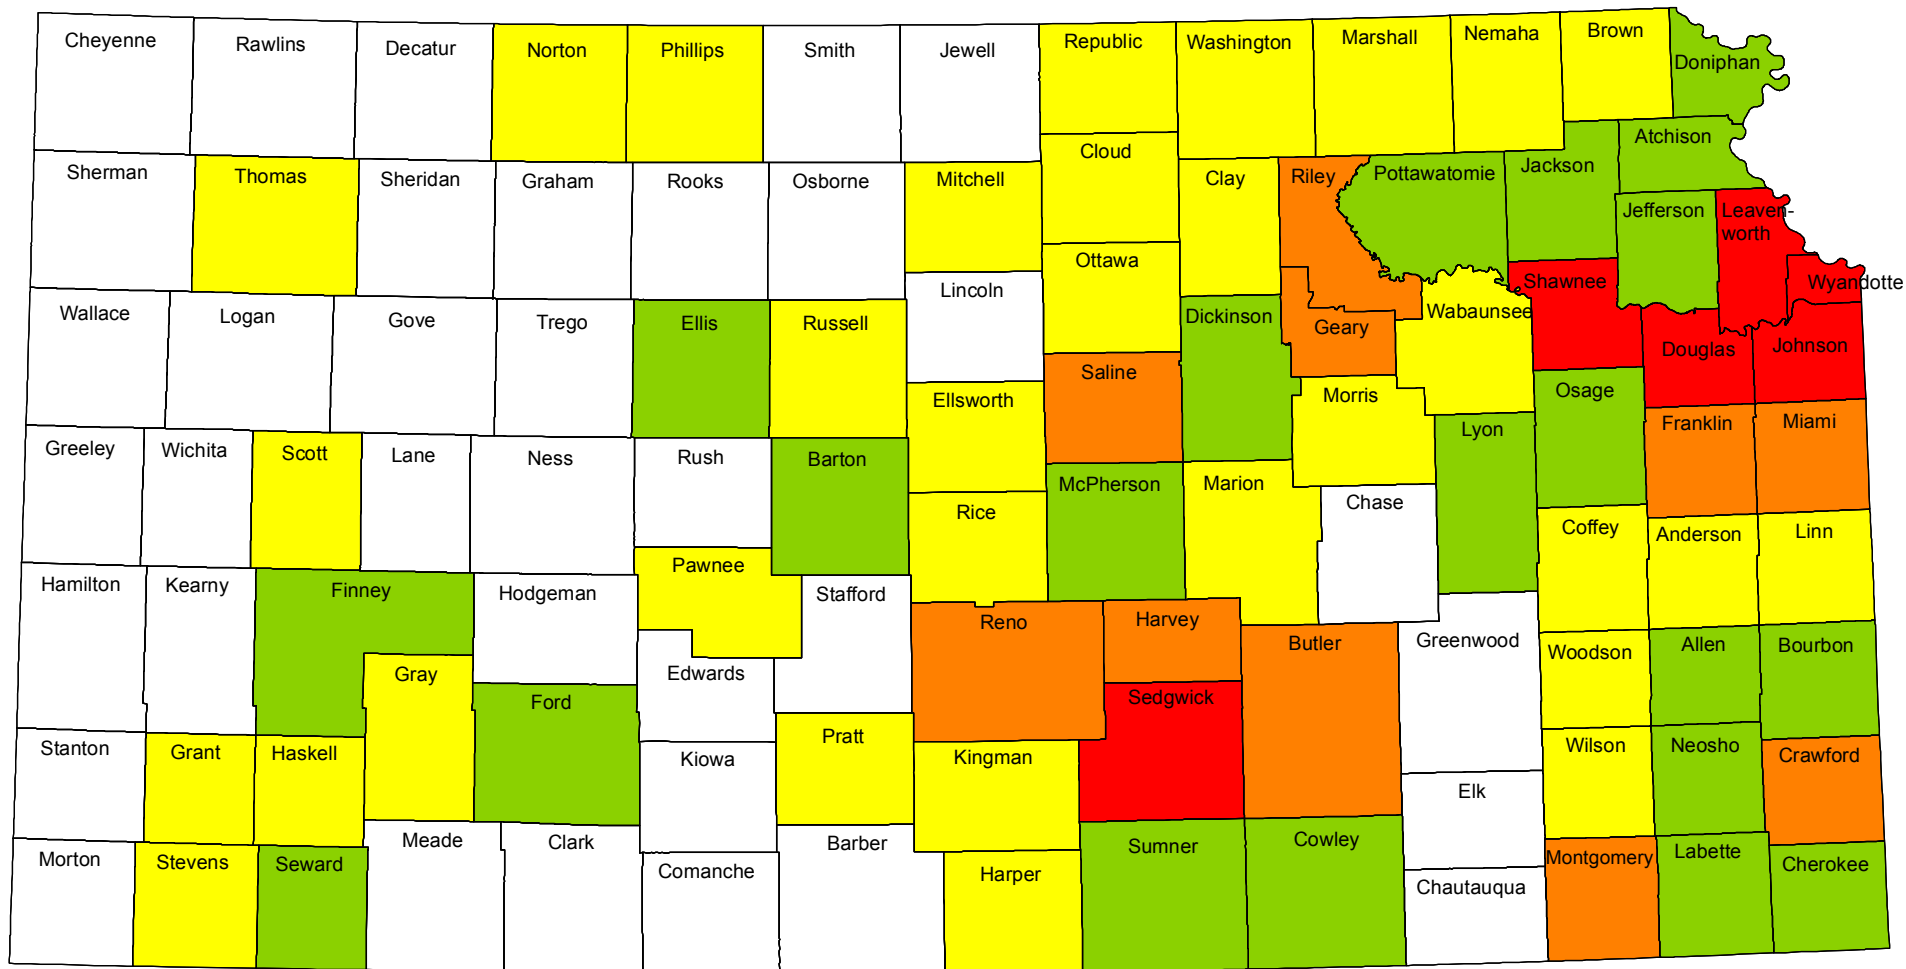 Cheyenne
Rawlins
Decatur
Norton
Phillips
Smith
Jewell
Republic
Washington
Marshall
Nemaha
Brown
Doniphan
Sherman
Thomas
Sheridan
Graham
Rooks
Osborne
Mitchell
Cloud
Clay
Riley
Pottawatomie
Jackson
Atchison
Jefferson
Leaven-
worth
Wyandotte
Wallace
Logan
Gove
Trego
Ellis
Russell
Lincoln
Ottawa
Dickinson
Geary
Wabaunsee
Shawnee
Douglas
Johnson
Saline
Ellsworth
Morris
Osage
Franklin
Miami
Greeley
Wichita
Scott
Lane
Ness
Rush
Barton
Rice
McPherson
Marion
Chase
Lyon
Coffey
Anderson
Linn
Hamilton
Kearny
Finney
Hodgeman
Pawnee
Stafford
Edwards
Reno
Harvey
Butler
Greenwood
Woodson
Allen
Bourbon
Gray
Ford
Sedgwick
Stanton
Grant
Haskell
Kiowa
Pratt
Kingman
Elk
Wilson
Neosho
Crawford
Morton
Stevens
Seward
Meade
Clark
Comanche
Barber
Harper
Sumner
Cowley
Chautauqua
Montgomery
Labette
Cherokee